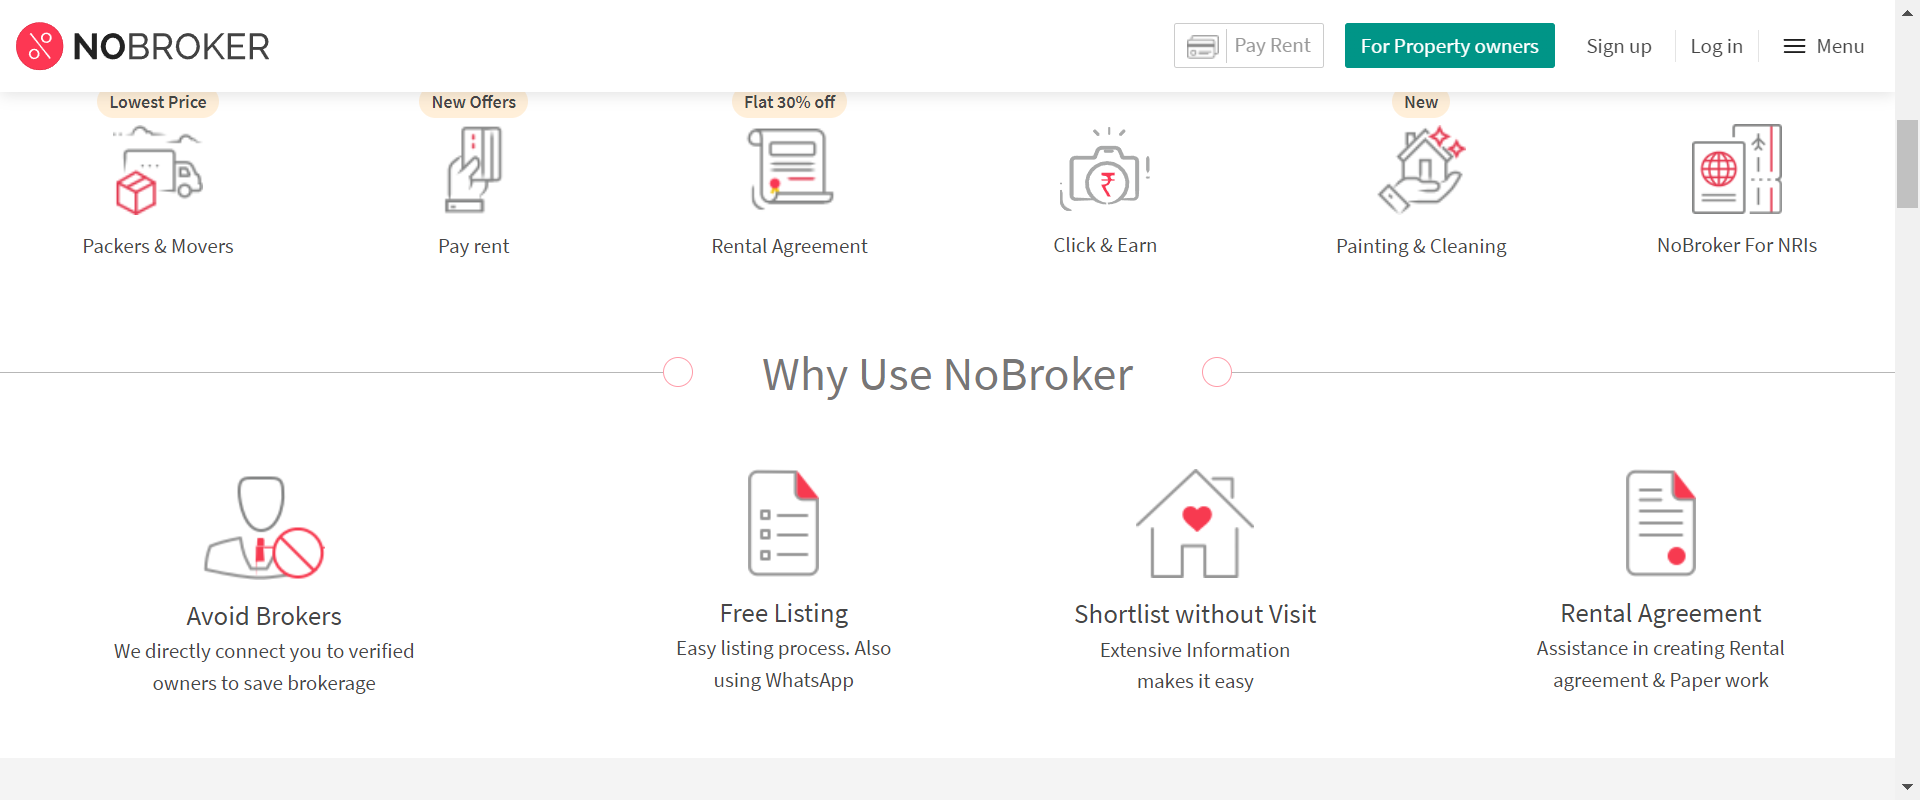 NOBROKER
Pay Rent
For Property owners
Sign up
Log in
Menu
Lowest Price
New Offers
Flat 30% off
New
Packers & Movers
Pay rent
Rental Agreement
Click & Earn
Painting & Cleaning
NoBroker For NRIs
Why Use NoBroker
Avoid Brokers
We directly connect you to verified
owners to save brokerage
Free Listing
Easy listing process. Also
using WhatsApp
Shortlist without Visit
Extensive Information
makes it easy
Rental Agreement
Assistance in creating Rental
agreement & Paper work